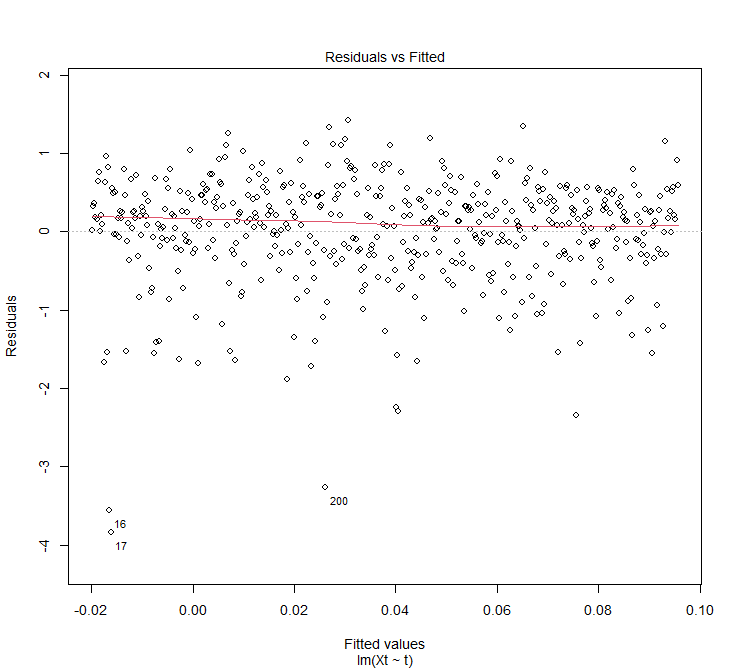 Residuals vs Fitted
2
1
0
-1
-2
-3
-4
Residuals
200
16
17
-0.02 0.00 0.02 0.04 0.06 0.08 0.10
Fitted values
lm(Xt ~ t)